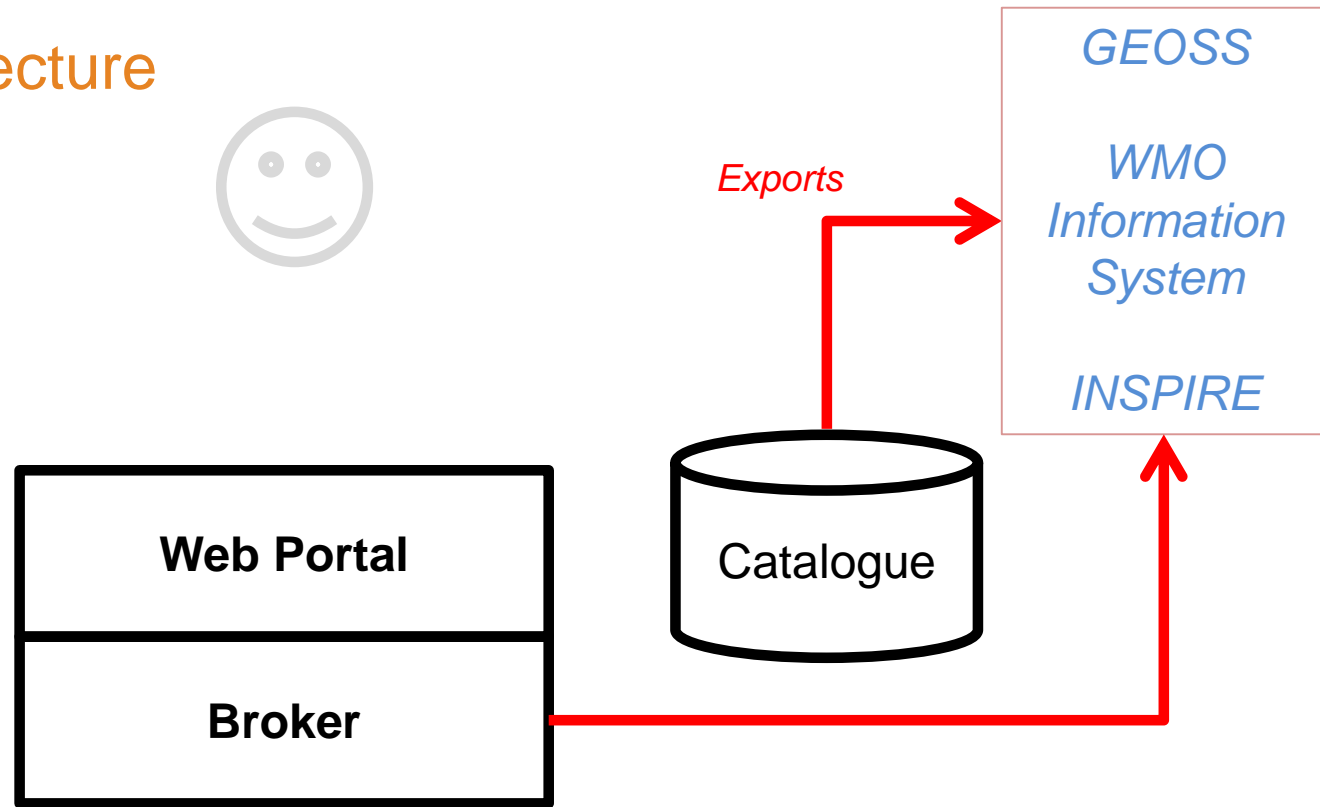 ecture
GEOSS
WMO
Information
System
INSPIRE
Exports
Web Portal
Catalogue
Broker